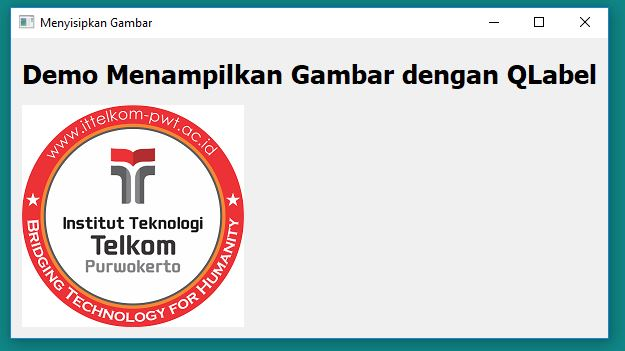 Menyisipkan Gambar
Demo Menampilkan Gambar dengan QLabel
www.ittelkom-pwt.ac.id
Institut Teknologi
Telkom
Purwokerto
BRIDGING TECHNOLOGY FOR HUMANITY